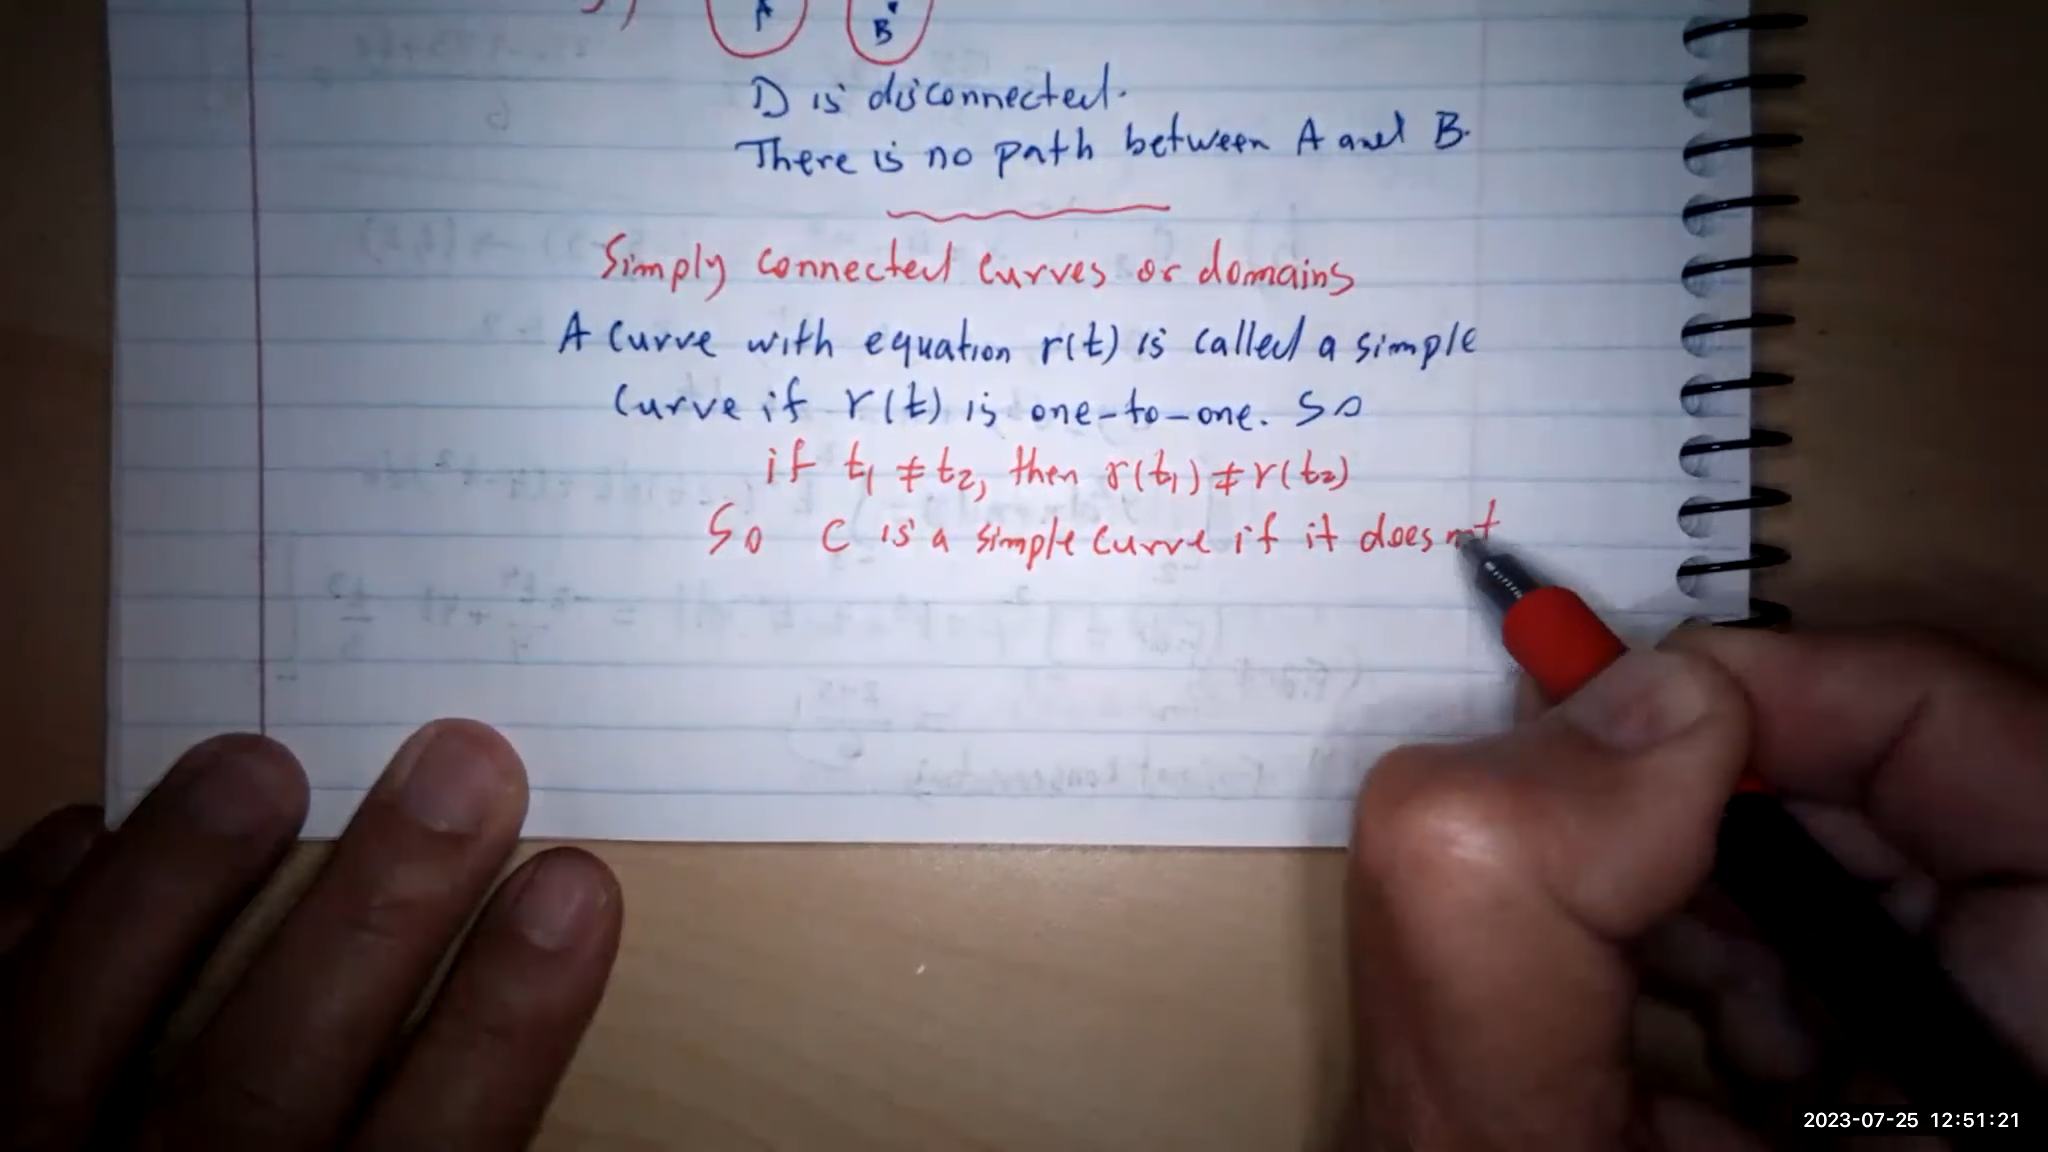 A B
D is disconnected.
There is no path between A and B.
Simply connected curves or domains
A curve with equation r(t) is called a simple
curve if r(t) is one-to-one. So
if t₁ ≠ t₂, then r(t₁) ≠ r(t₂)
So C is a simple curve if it does not
2023-07-25 12:51:21